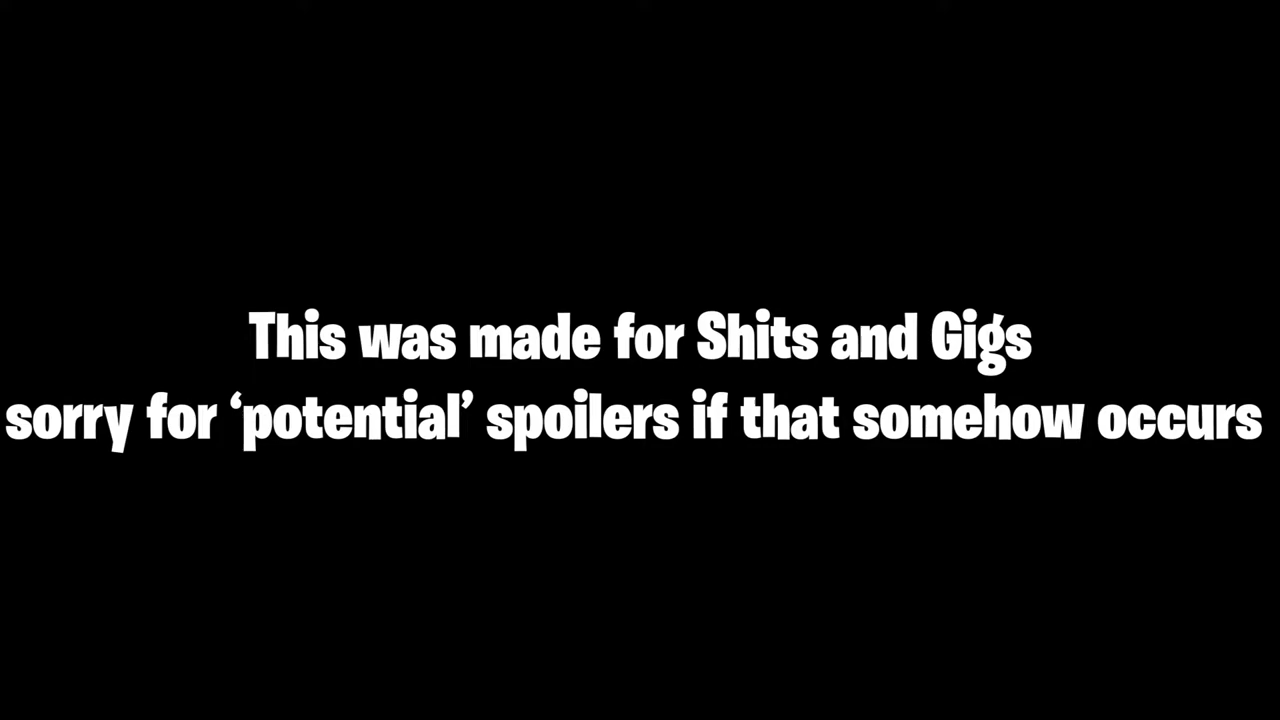 This was made for Shits and Gigs
sorry for ‘potential’ spoilers if that somehow occurs